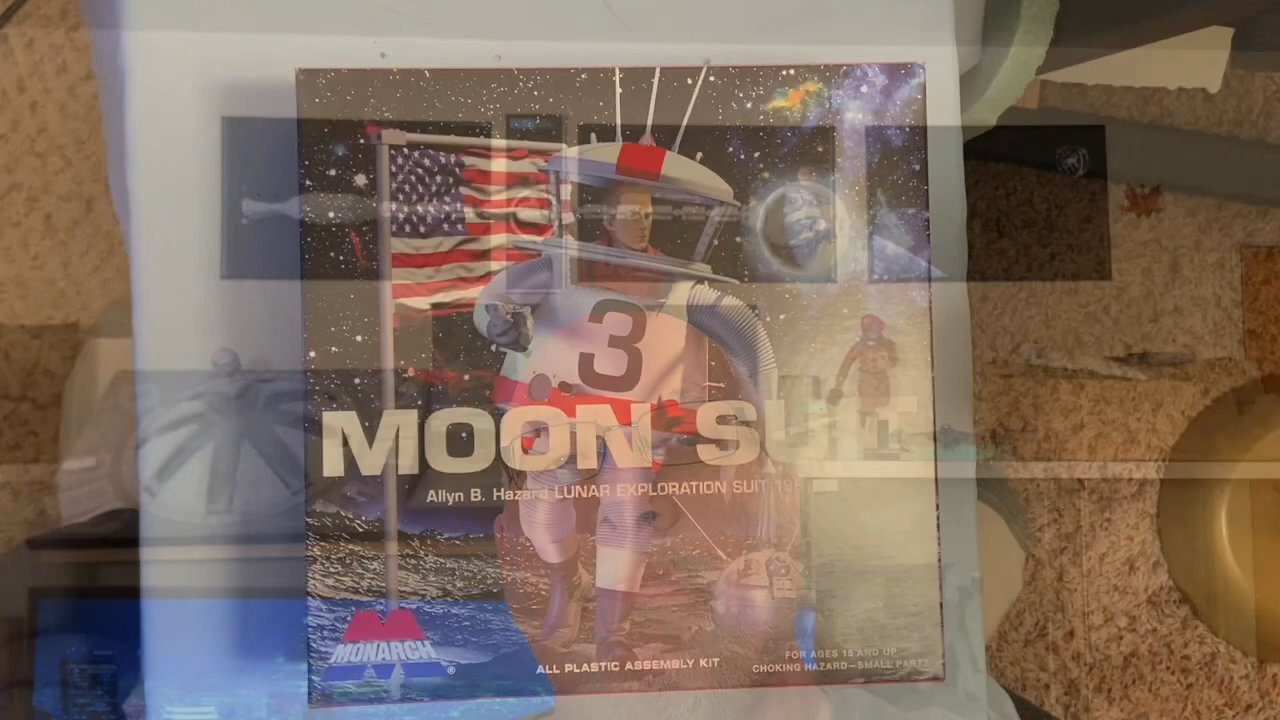 3
MOON SUIT
Allyn B. Hazard LUNAR EXPLORATION SUIT
MONARCH
®
ALL PLASTIC ASSEMBLY KIT
FOR AGES 15 AND UP
CHOKING HAZARD—SMALL PARTS